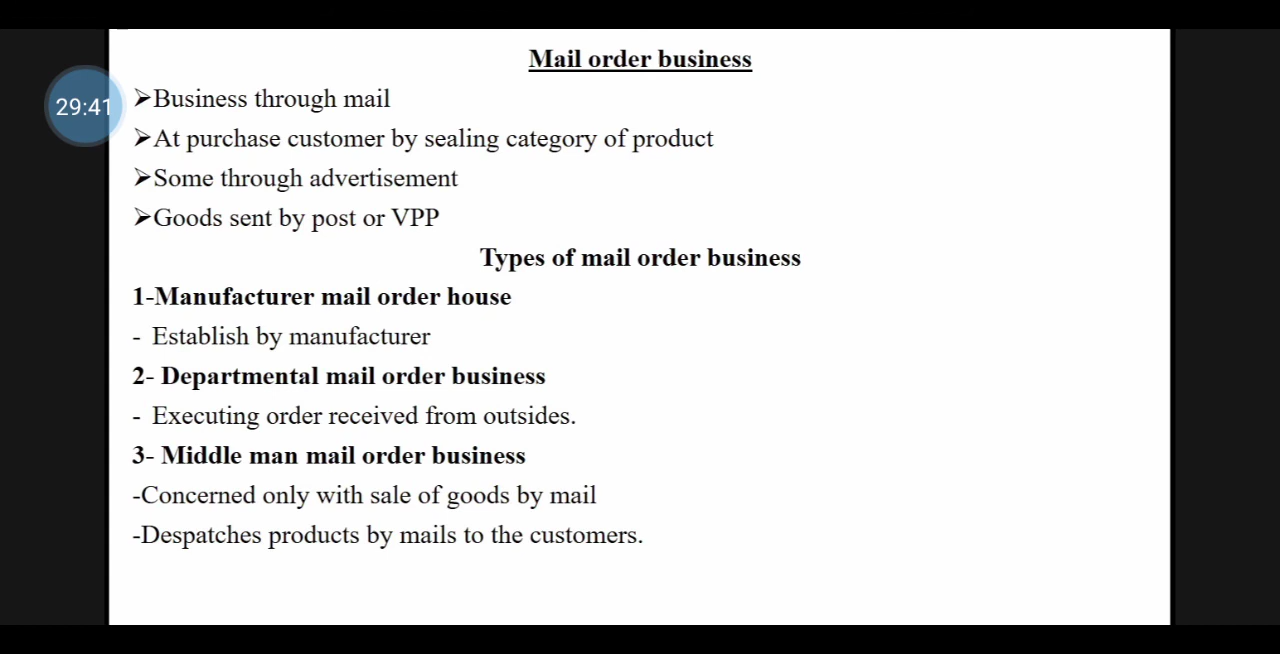 Mail order business
29:41
➢Business through mail
➢At purchase customer by sealing category of product
➢Some through advertisement
➢Goods sent by post or VPP
Types of mail order business
1-Manufacturer mail order house
- Establish by manufacturer
2- Departmental mail order business
- Executing order received from outsides.
3- Middle man mail order business
-Concerned only with sale of goods by mail
-Despatches products by mails to the customers.